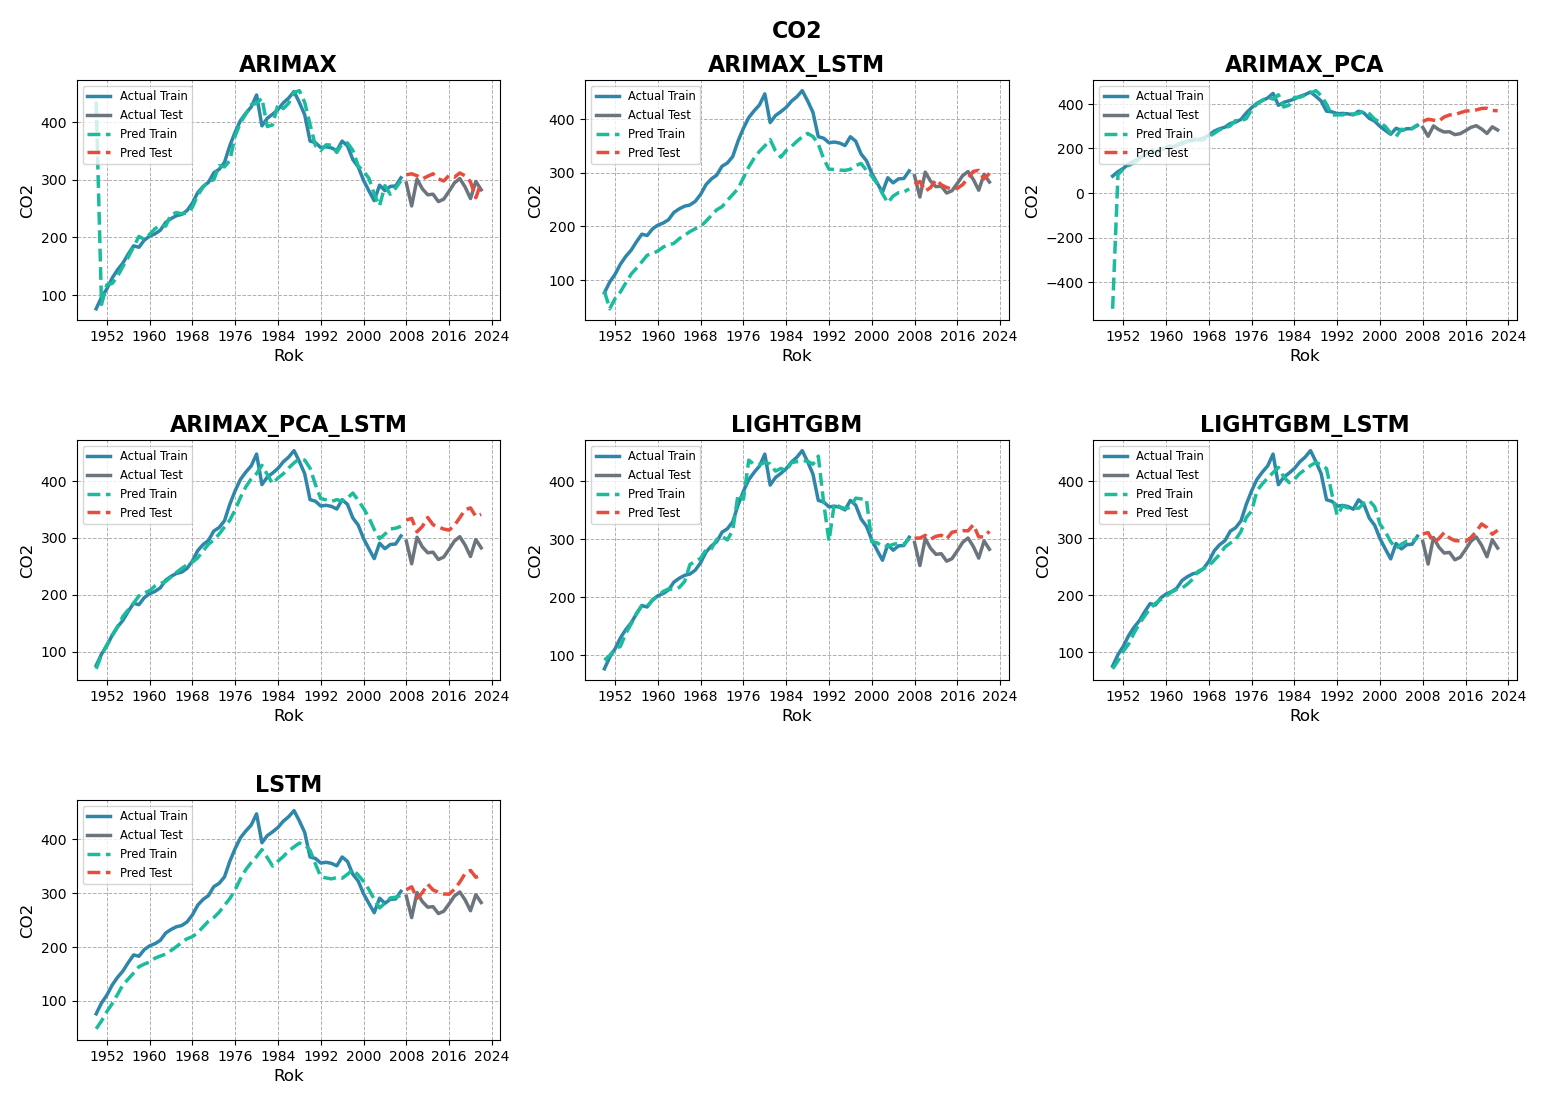 CO2
ARIMAX
ARIMAX_LSTM
ARIMAX_PCA
CO2
400
300
200
100
Actual Train
Actual Test
Pred Train
Pred Test
1952 1960 1968 1976 1984 1992 2000 2008 2016 2024
Rok
CO2
400
300
200
100
Actual Train
Actual Test
Pred Train
Pred Test
1952 1960 1968 1976 1984 1992 2000 2008 2016 2024
Rok
CO2
400
200
0
−200
−400
Actual Train
Actual Test
Pred Train
Pred Test
1952 1960 1968 1976 1984 1992 2000 2008 2016 2024
Rok
ARIMAX_PCA_LSTM
LIGHTGBM
LIGHTGBM_LSTM
CO2
400
300
200
100
Actual Train
Actual Test
Pred Train
Pred Test
1952 1960 1968 1976 1984 1992 2000 2008 2016 2024
Rok
CO2
400
300
200
100
Actual Train
Actual Test
Pred Train
Pred Test
1952 1960 1968 1976 1984 1992 2000 2008 2016 2024
Rok
CO2
400
300
200
100
Actual Train
Actual Test
Pred Train
Pred Test
1952 1960 1968 1976 1984 1992 2000 2008 2016 2024
Rok
LSTM
CO2
400
300
200
100
Actual Train
Actual Test
Pred Train
Pred Test
1952 1960 1968 1976 1984 1992 2000 2008 2016 2024
Rok